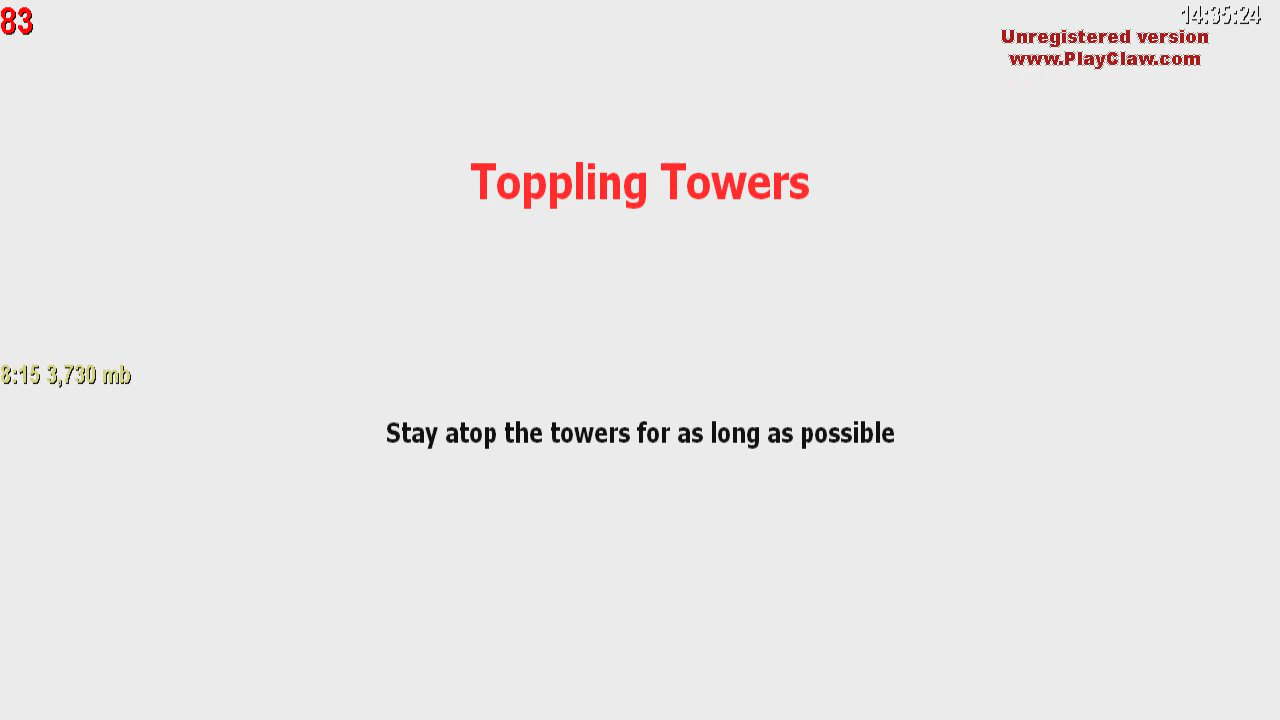 83
14:35:24
Unregistered version
www.PlayClaw.com
Toppling Towers
8:15 3,730 mb
Stay atop the towers for as long as possible